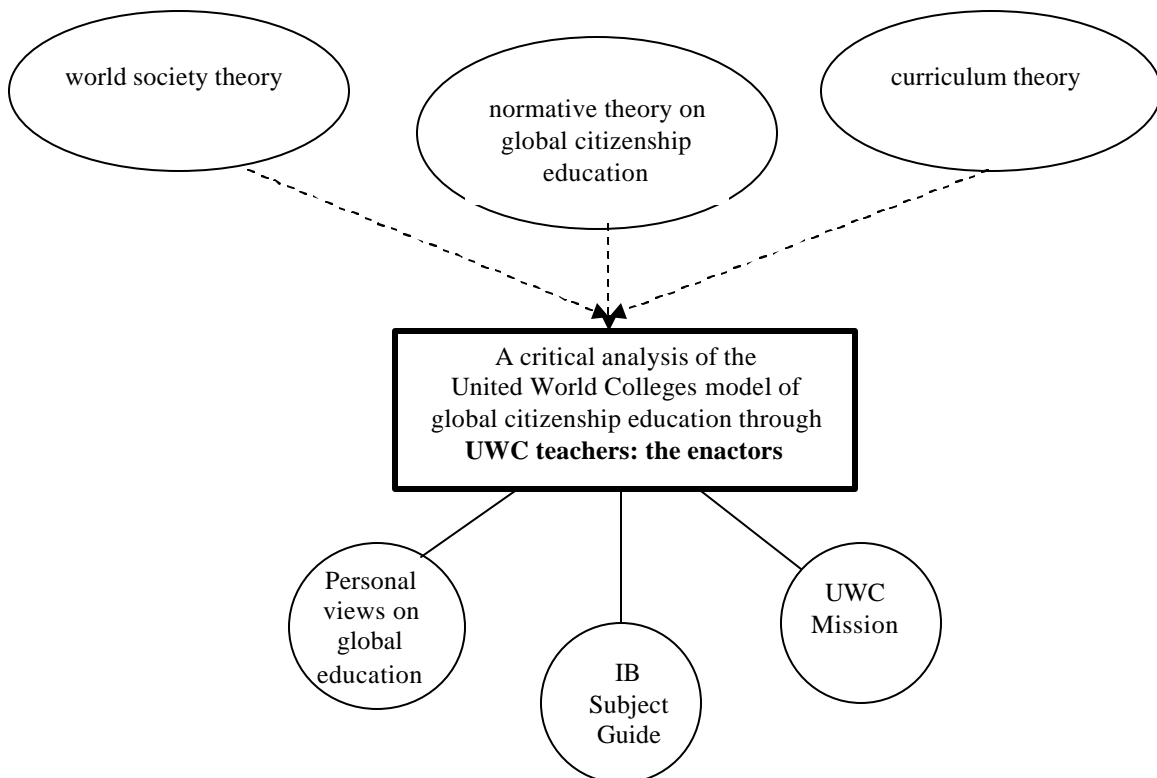 world society theory
normative theory on
global citizenship
education
curriculum theory
A critical analysis of the
United World Colleges model of
global citizenship education through
UWC teachers: the enactors
Personal
views on
global
education
IB
Subject
Guide
UWC
Mission